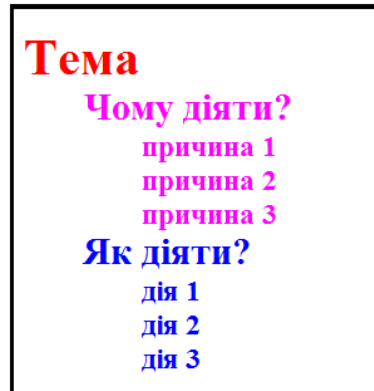 Тема
Чому діяти?
причина 1
причина 2
причина 3
Як діяти?
дія 1
дія 2
дія 3